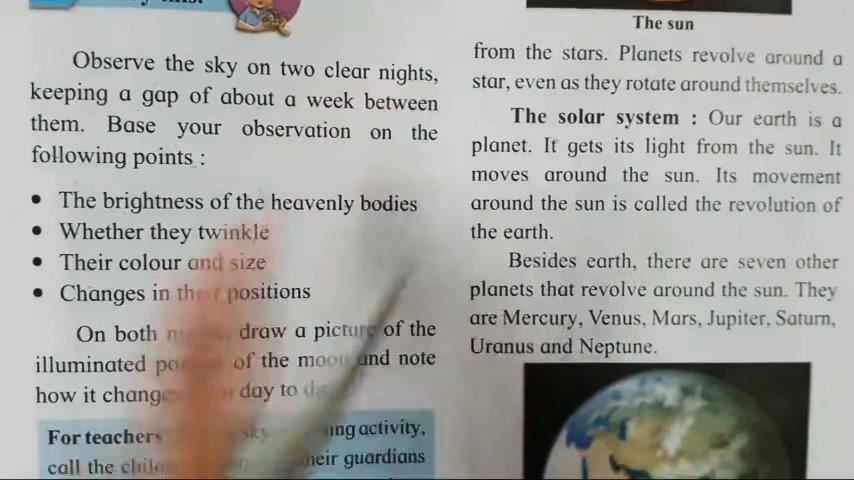 Observe the sky on two clear nights,
keeping a gap of about a week between
them. Base your observation on the
following points :
• The brightness of the heavenly bodies
• Whether they twinkle
• Their colour and size
• Changes in their positions
On both draw a picture of the
illuminated of the moon and note
how it day to
For teachers sky activity,
call the their guardians
The sun
from the stars. Planets revolve around a
star, even as they rotate around themselves.
The solar system : Our earth is a
planet. It gets its light from the sun. It
moves around the sun. Its movement
around the sun is called the revolution of
the earth.
Besides earth, there are seven other
planets that revolve around the sun. They
are Mercury, Venus, Mars, Jupiter, Saturn,
Uranus and Neptune.